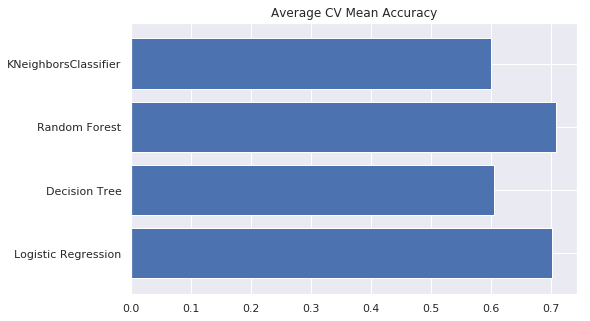 Average CV Mean Accuracy
KNeighborsClassifier
Random Forest
Decision Tree
Logistic Regression
0.0 0.1 0.2 0.3 0.4 0.5 0.6 0.7